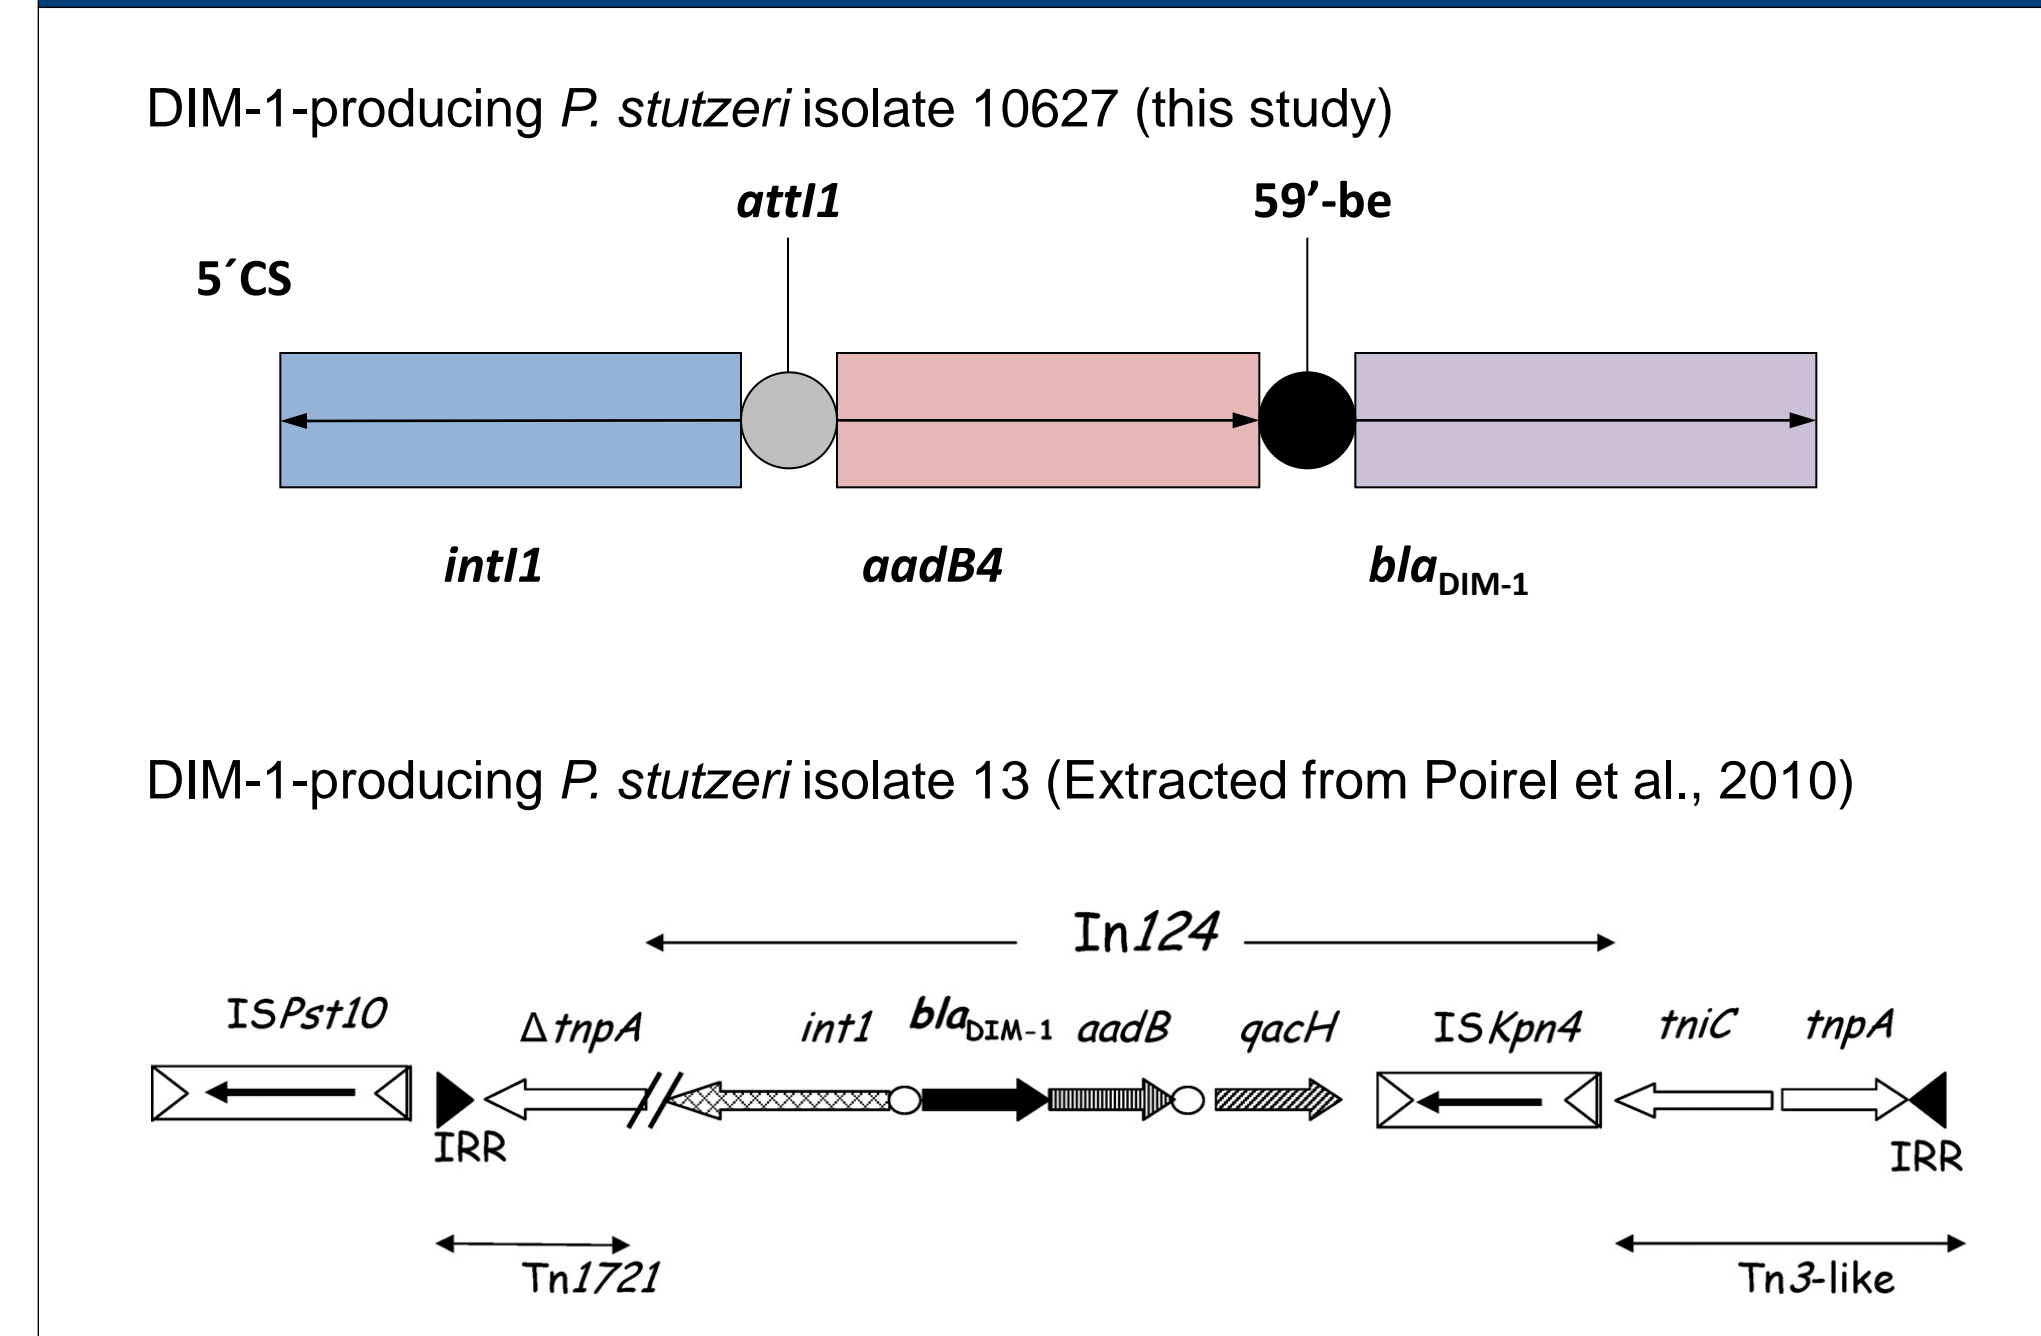 DIM-1-producing P. stutzeri isolate 10627 (this study)
attI1 59’-be
5´CS
intI1 aadB4 blaDIM-1
DIM-1-producing P. stutzeri isolate 13 (Extracted from Poirel et al., 2010)
In124
ISPst10 ΔtnpA int1 blaDIM-1 aadB qacH ISKpn4 tniC tnpA
IRR IRR
Tn1721 Tn3-like